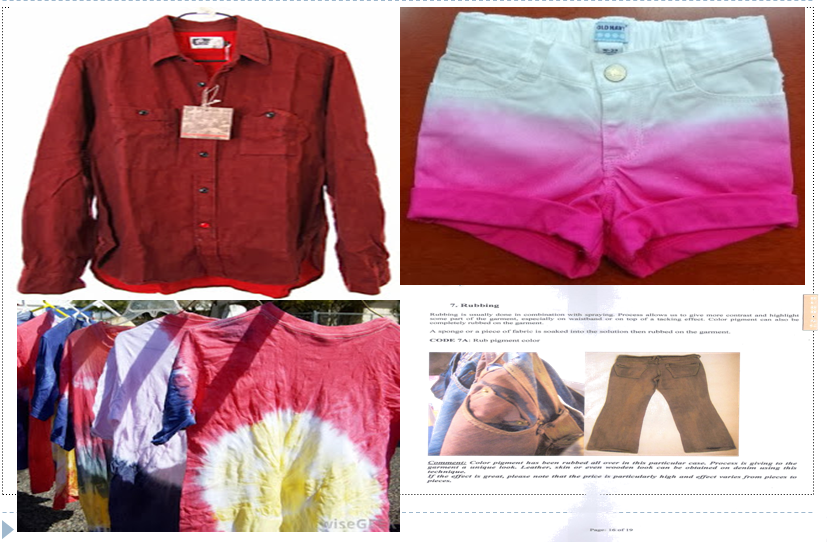 OLD NAVY
7. Rubbing
Rubbing is usually done in combination with spraying. Process allows us to give more contrast and highlight
some part of the garment, especially on waistband or on top of a tacking effect. Color pigment can also be
completely rubbed on the garment.
A sponge or a piece of fabric is soaked into the solution then rubbed on the garment.
CODE 7A: Rub pigment color
Comment: Color pigment has been rubbed all over in this particular case. Process is giving to the
garment a unique look. Leather, skin or even wooden look can be obtained on denim using this
technique.
If the effect is great, please note that the price is particularly high and effect varies from pieces to
pieces.
wiseGEEK
Page: 18 of 19